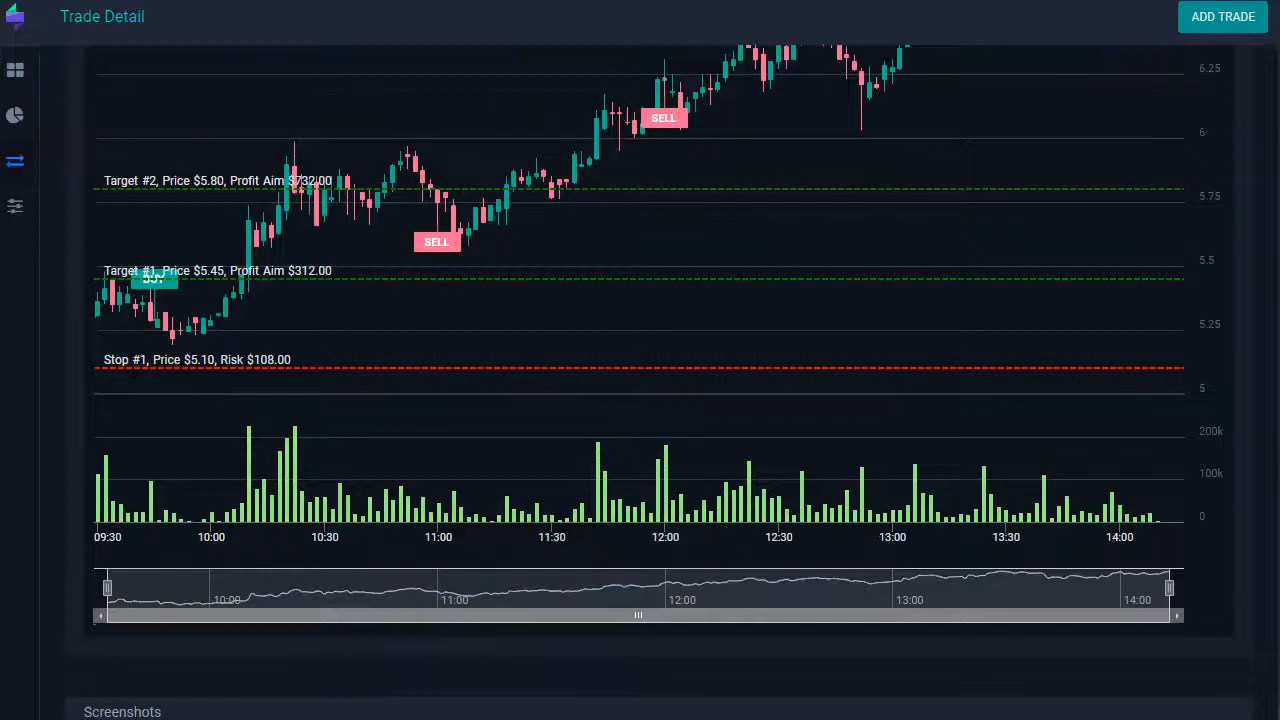 Trade Detail
ADD TRADE
6.25
SELL
6
Target #2, Price $5.80, Profit Aim $732.00
5.75
SELL
5.5
Target #1, Price $5.45, Profit Aim $312.00
BUY
5.25
Stop #1, Price $5.10, Risk $108.00
5
200k
100k
0
09:30 10:00 10:30 11:00 11:30 12:00 12:30 13:00 13:30 14:00
10:00 11:00 12:00 13:00 14:00
Screenshots